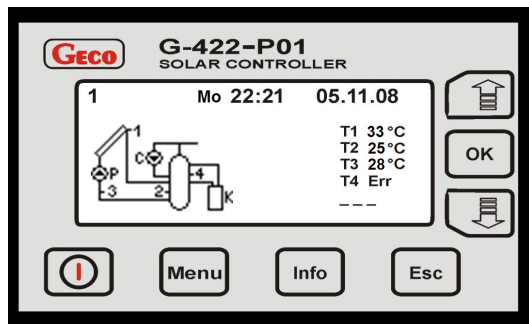 GECO
G-422-P01
SOLAR CONTROLLER
1 Mo 22:21 05.11.08
T1 33°C
T2 25°C
T3 28°C
T4 Err
---
1
C
P
4
3
2
K
OK
Menu
Info
Esc